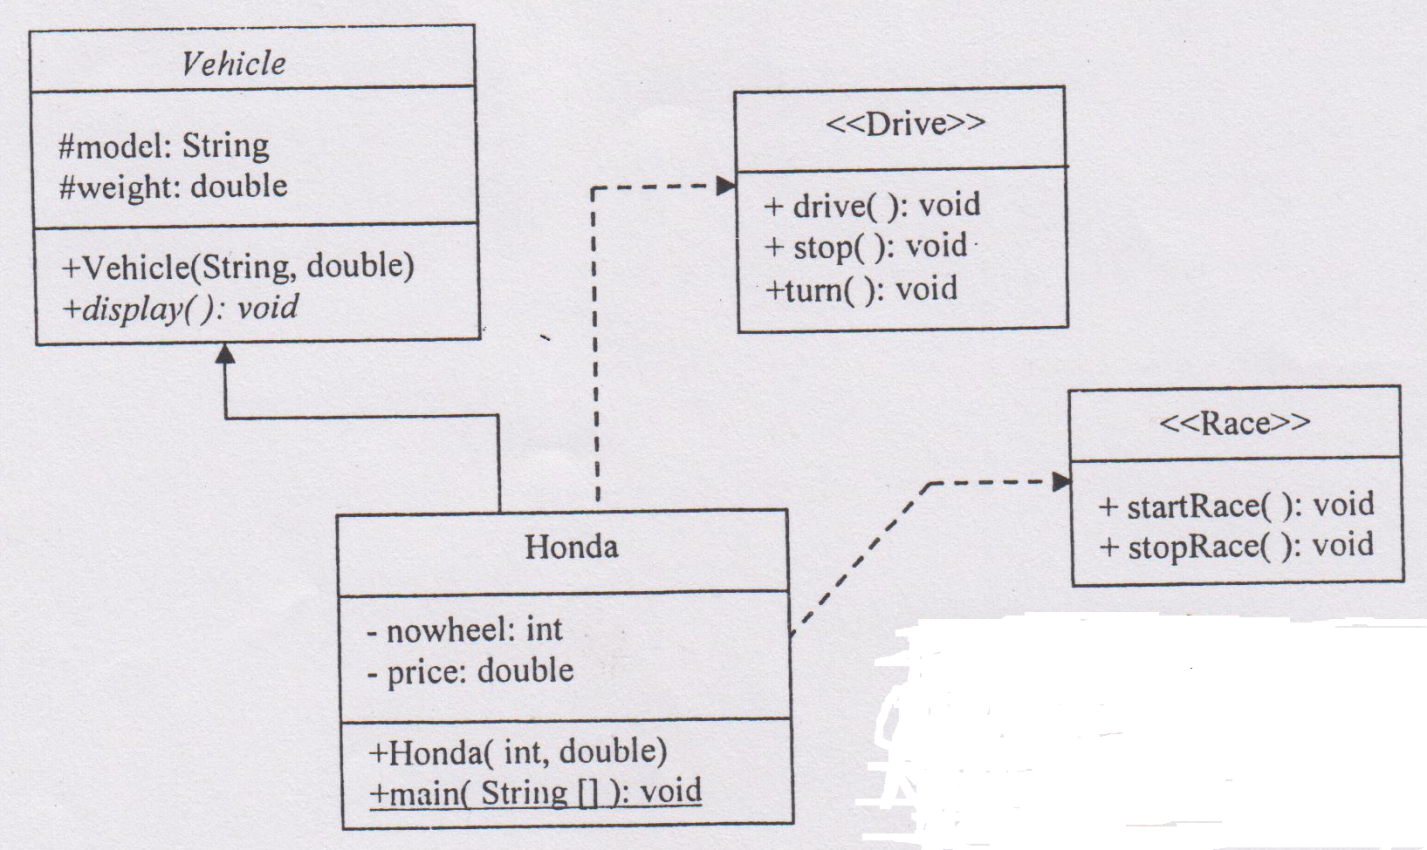 Vehicle
#model: String
#weight: double
+Vehicle(String, double)
+display( ): void
<<Drive>>
+ drive( ): void
+ stop( ): void
+turn( ): void
<<Race>>
+ startRace( ): void
+ stopRace( ): void
Honda
- nowheel: int
- price: double
+Honda( int, double)
+main( String [] ): void